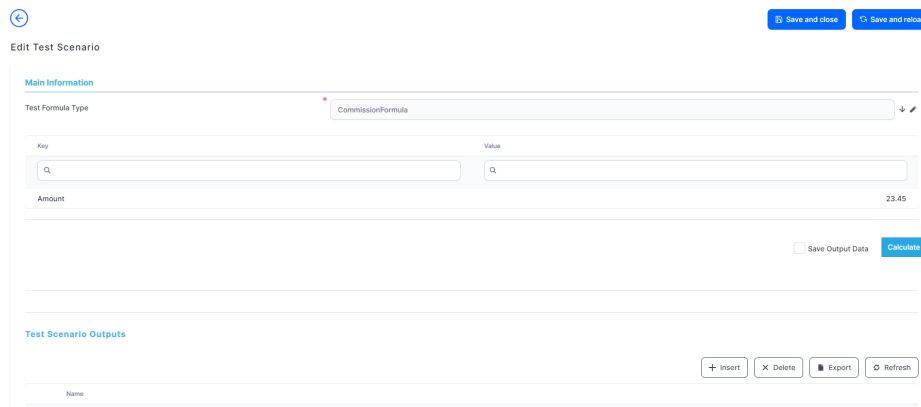 Save and close
Save and reloa
Edit Test Scenario
Main Information
Test Formula Type
*
CommissionFormula
Key
Value
Amount
23.45
Save Output Data
Calculate
Test Scenario Outputs
Insert
Delete
Export
Refresh
Name